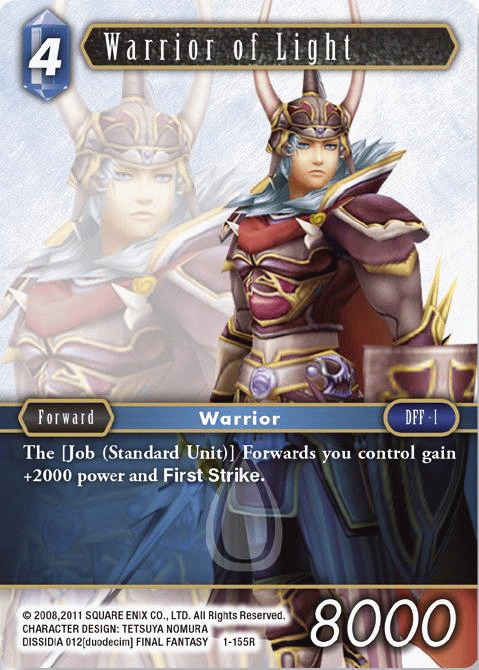 4
Warrior of Light
Forward
Warrior
DFF · I
The [Job (Standard Unit)] Forwards you control gain
+2000 power and First Strike.
© 2008,2011 SQUARE ENIX CO., LTD. All Rights Reserved.
CHARACTER DESIGN: TETSUYA NOMURA
DISSIDIA 012[duodecim] FINAL FANTASY 1-155R
8000